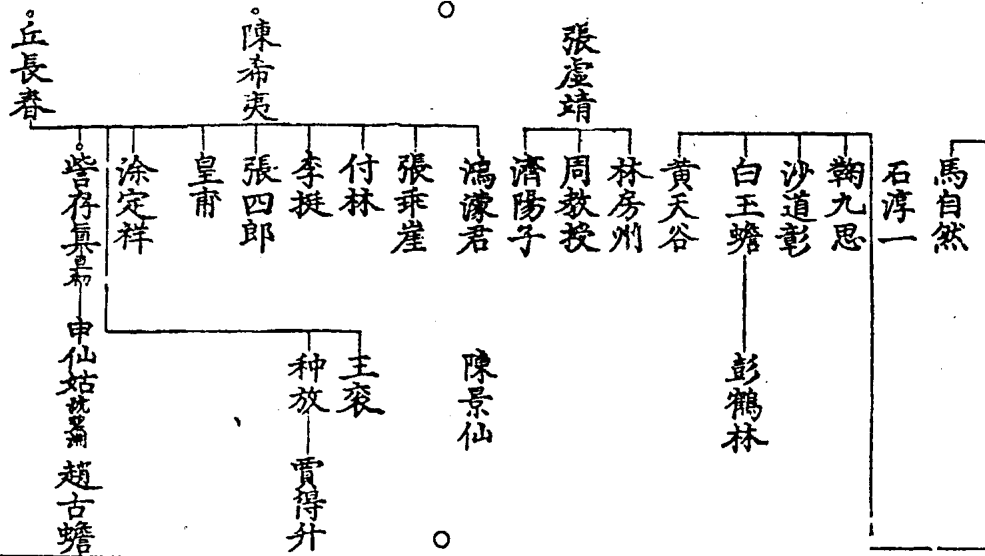 張虛靖
陳希夷
丘長春
馬自然
石淳一
鞠九思
沙道彰
白玉蟾
黄天谷
林房州
周教授
濟陽子
鴻濛君
張乖崖
付林
李挺
張四郎
皇甫
涂定祥
訾存眞
彭鶴林
陳景仙
王衮
种放
賈得升
申仙姑
趙古蟾